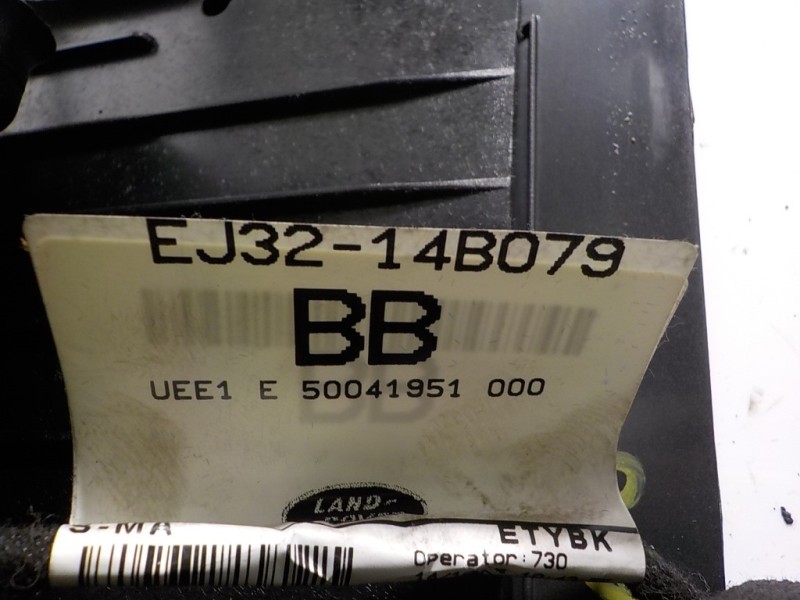 EJ32-14B079
BB
UEE1 E 50041951 000
LAND-
S-MA ETYBK
Operator:730